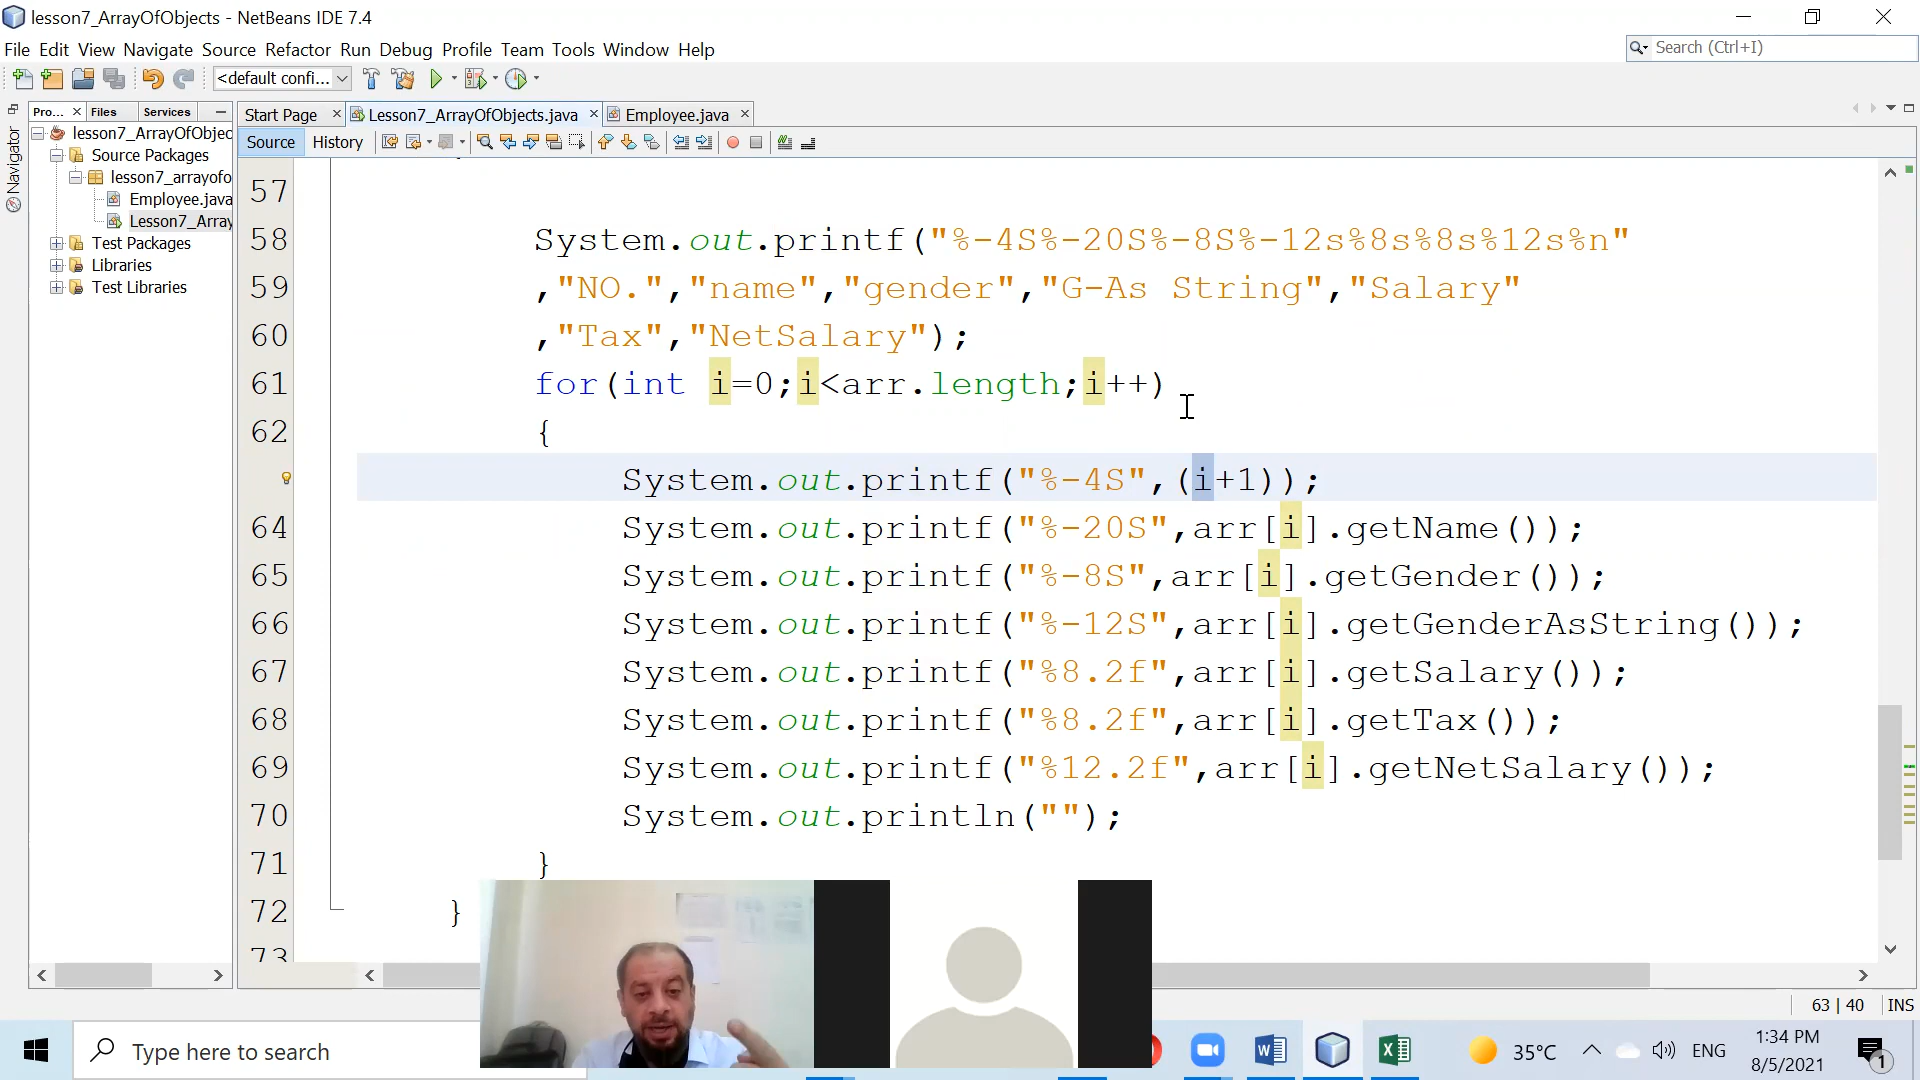 lesson7_ArrayOfObjects - NetBeans IDE 7.4
File Edit View Navigate Source Refactor Run Debug Profile Team Tools Window Help
Search (Ctrl+I)
<default confi...
Pro... Files Services
Start Page Lesson7_ArrayOfObjects.java Employee.java
Source History
Navigator
lesson7_ArrayOfObjec
Source Packages
lesson7_arrayofo
Employee.java
Lesson7_Array
Test Packages
Libraries
Test Libraries
57
58 System.out.printf("%-4S%-20S%-8S%-12s%8s%8s%12s%n"
59 ,"NO.","name","gender","G-As String","Salary"
60 ,"Tax","NetSalary");
61 for(int i=0;i<arr.length;i++)
62 {
System.out.printf("%-4S",(i+1));
64 System.out.printf("%-20S",arr[i].getName());
65 System.out.printf("%-8S",arr[i].getGender());
66 System.out.printf("%-12S",arr[i].getGenderAsString());
67 System.out.printf("%8.2f",arr[i].getSalary());
68 System.out.printf("%8.2f",arr[i].getTax());
69 System.out.printf("%12.2f",arr[i].getNetSalary());
70 System.out.println("");
71 }
72 }
73
63 | 40 INS
Type here to search
35°C
ENG
1:34 PM
8/5/2021
1